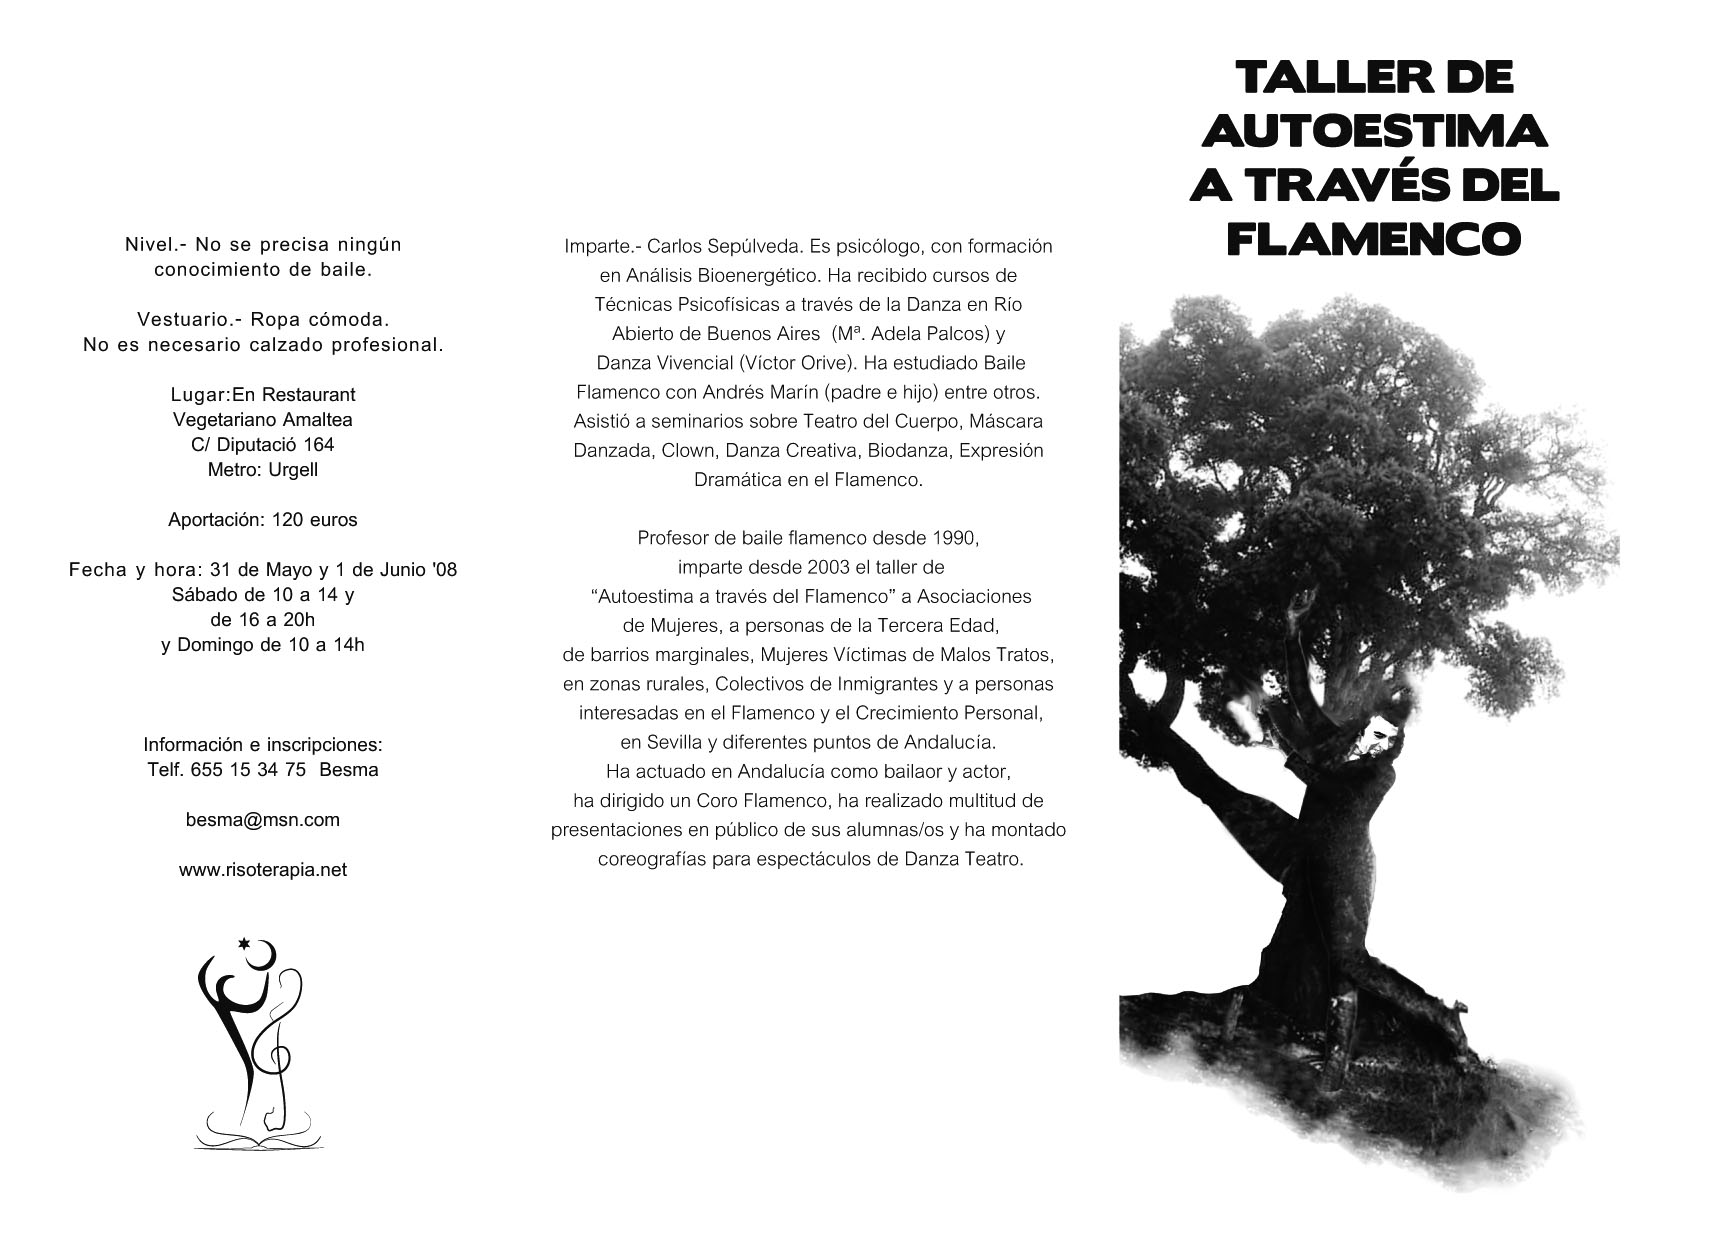 Nivel.- No se precisa ningún
conocimiento de baile.
Vestuario.- Ropa cómoda.
No es necesario calzado profesional.
Lugar:En Restaurant
Vegetariano Amaltea
C/ Diputació 164
Metro: Urgell
Aportación: 120 euros
Fecha y hora: 31 de Mayo y 1 de Junio '08
Sábado de 10 a 14 y
de 16 a 20h
y Domingo de 10 a 14h
Información e inscripciones:
Telf. 655 15 34 75  Besma
besma@msn.com
www.risoterapia.net
Imparte.- Carlos Sepúlveda. Es psicólogo, con formación
en Análisis Bioenergético. Ha recibido cursos de
Técnicas Psicofísicas a través de la Danza en Río
Abierto de Buenos Aires  (Mª. Adela Palcos) y
Danza Vivencial (Víctor Orive). Ha estudiado Baile
Flamenco con Andrés Marín (padre e hijo) entre otros.
Asistió a seminarios sobre Teatro del Cuerpo, Máscara
Danzada, Clown, Danza Creativa, Biodanza, Expresión
Dramática en el Flamenco.
Profesor de baile flamenco desde 1990,
imparte desde 2003 el taller de
“Autoestima a través del Flamenco” a Asociaciones
de Mujeres, a personas de la Tercera Edad,
de barrios marginales, Mujeres Víctimas de Malos Tratos,
en zonas rurales, Colectivos de Inmigrantes y a personas
interesadas en el Flamenco y el Crecimiento Personal,
en Sevilla y diferentes puntos de Andalucía.
Ha actuado en Andalucía como bailaor y actor,
ha dirigido un Coro Flamenco, ha realizado multitud de
presentaciones en público de sus alumnas/os y ha montado
coreografías para espectáculos de Danza Teatro.
TALLER DE
AUTOESTIMA
A TRAVÉS DEL
FLAMENCO